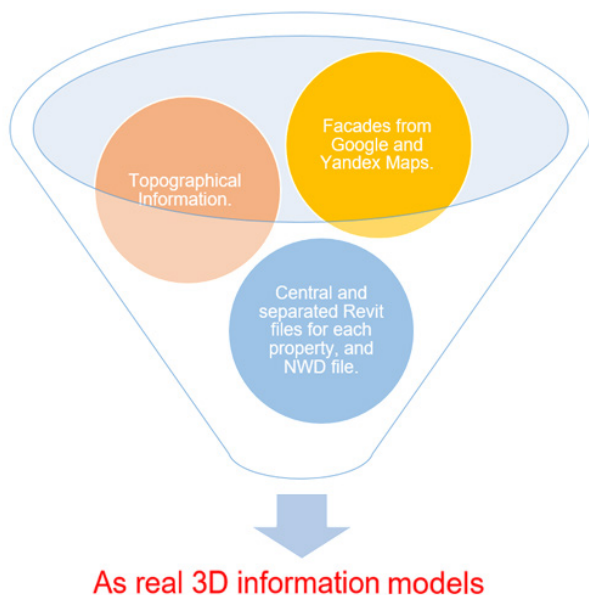 Facades from
Google and
Yandex Maps.
Topographical
Information.
Central and
separated Revit
files for each
property, and
NWD file.
As real 3D information models